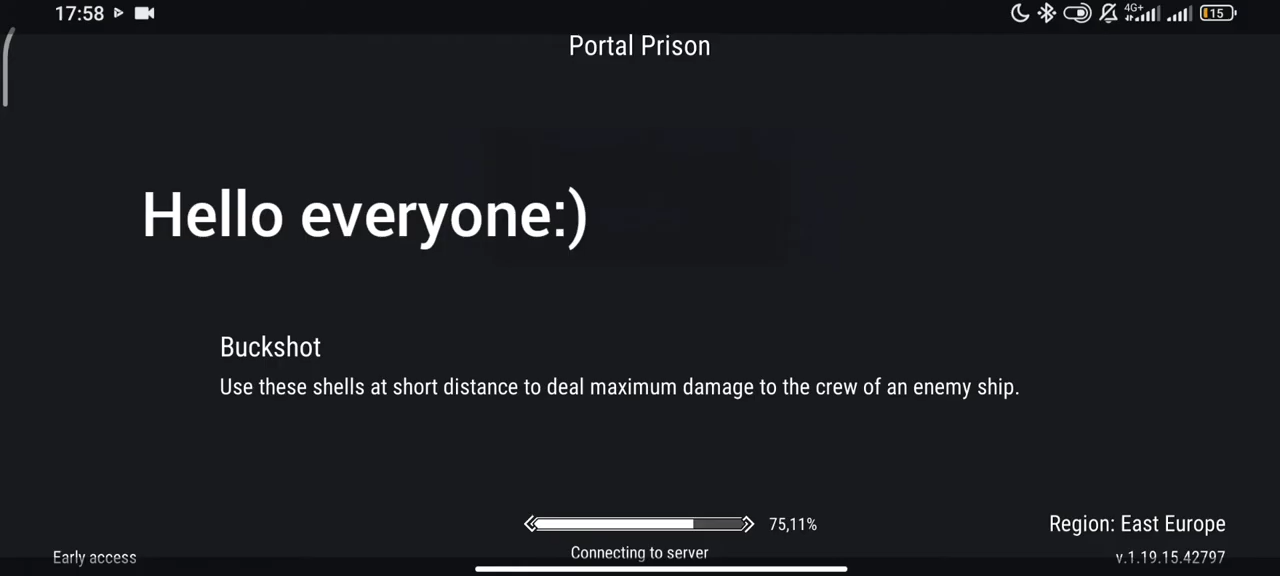 17:58
4G+
15
Portal Prison
Hello everyone:)
Buckshot
Use these shells at short distance to deal maximum damage to the crew of an enemy ship.
75,11%
Region: East Europe
Connecting to server
Early access
v.1.19.15.42797